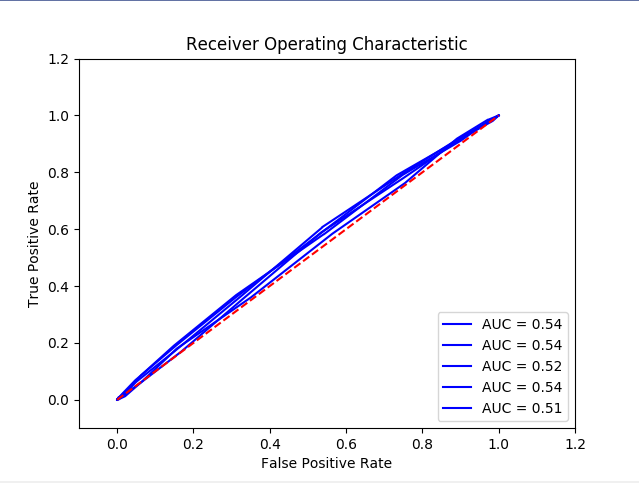 Receiver Operating Characteristic
1.2
1.0
0.8
0.6
0.4
0.2
0.0
True Positive Rate
AUC = 0.54
AUC = 0.54
AUC = 0.52
AUC = 0.54
AUC = 0.51
0.0 0.2 0.4 0.6 0.8 1.0 1.2
False Positive Rate